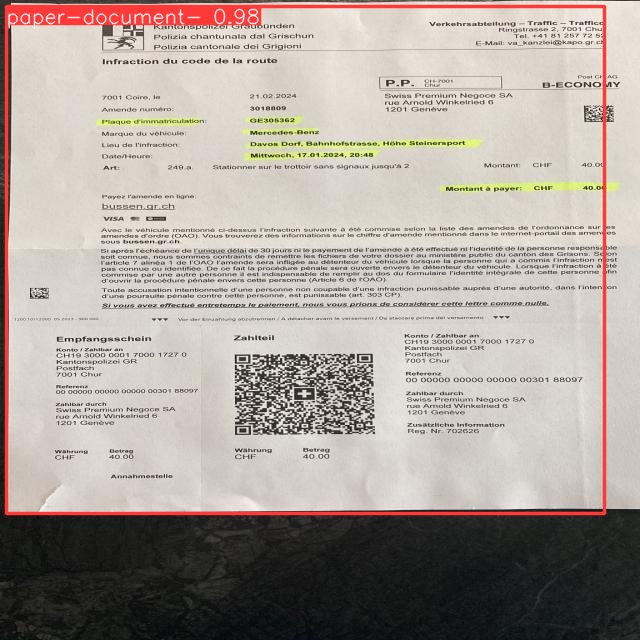 paper-document- 0.98
Kantonspolizei Graubünden
Polizia chantunala dal Grischun
Polizia cantonale dei Grigioni
Verkehrsabteilung – Traffic – Traffico
Ringstrasse 2, 7001 Chur
Tel. +41 81 257 72 5
E-Mail: va_kanzlei@kapo.gr.ch
Infraction du code de la route
P.P. CH-7001
Chur
Post CH AG
B-ECONOMY
7001 Coire, le 21.02.2024
Swiss Premium Negoce SA
rue Arnold Winkelried 6
1201 Genève
Amende numéro: 3018809
Plaque d'immatriculation: GE305362
Marque du véhicule: Mercedes-Benz
Lieu de l'infraction: Davos Dorf, Bahnhofstrasse, Höhe Steinersport
Date/Heure: Mittwoch, 17.01.2024, 20:48
Art: 249.a. Stationner sur le trottoir sans signaux jusqu'à 2 Montant: CHF 40.00
Montant à payer: CHF 40.00
Payez l'amende en ligne:
bussen.gr.ch
VISA
Avec le véhicule mentionné ci-dessus l'infraction suivante a été commise selon la liste des amendes de l'ordonnance sur les
amendes d'ordre (OAO). Vous trouverez des informations sur le chiffre d'amende mentionné dans le internet-portail des amendes
sous bussen.gr.ch.
Si après l'échéance de l'unique délai de 30 jours ni le payement de l'amende a été effectué ni l'identité de la personne responsable
soit connue, nous sommes contraints de remettre les fichiers de votre dossier au ministère public du canton des Grisons. Selon
l'article 7 alinéa 1 de l'OAO l'amende sera infligée au détenteur du véhicule lorsque la personne qui a commis l'infraction n'est
pas connue ou identifiée. De ce fait la procédure pénale sera ouverte envers le détenteur du véhicule. Lorsque l'infraction a été
commise par une autre personne il est indispensable de remplir au dos du formulaire l'identité intégrale de cette personne afin
d'ouvrir la procédure pénale envers cette personne (Article 6 de l'OAO).
Toute accusation intentionnelle d'une personne non coupable d'une infraction punissable auprès d'une autorité, dans l'intention
d'une poursuite pénale contre cette personne, est punissable (art. 303 CP).
Si vous avez effectué entretemps le paiement, nous vous prions de considérer cette lettre comme nulle.
Vor der Einzahlung abzutrennen / A détacher avant le versement / Da staccare prima del versamento
Empfangsschein
Konto / Zahlbar an
CH19 3000 0001 7000 1727 0
Kantonspolizei GR
Postfach
7001 Chur
Referenz
00 00000 00000 00000 00301 88097
Zahlbar durch
Swiss Premium Negoce SA
rue Arnold Winkelried 6
1201 Genève
Währung Betrag
CHF 40.00
Annahmestelle
Zahlteil
Währung Betrag
CHF 40.00
Konto / Zahlbar an
CH19 3000 0001 7000 1727 0
Kantonspolizei GR
Postfach
7001 Chur
Referenz
00 00000 00000 00000 00301 88097
Zahlbar durch
Swiss Premium Negoce SA
rue Arnold Winkelried 6
1201 Genève
Zusätzliche Information
Reg. Nr. 702626